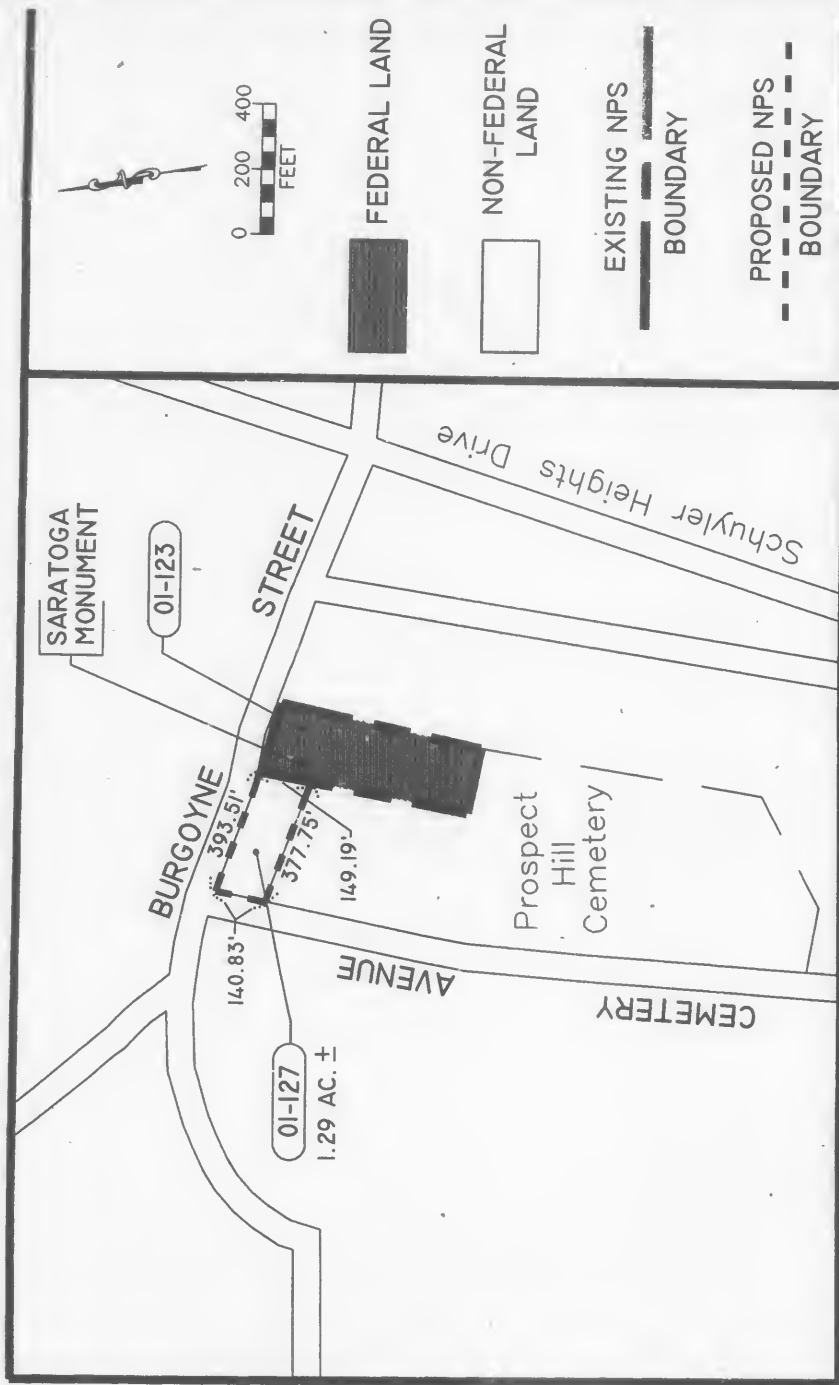 SARATOGA
MONUMENT
01-123
BURGOYNE
STREET
393.51'
377.75'
149.19'
140.83'
01-127
1.29 AC. ±
CEMETERY
AVENUE
Prospect
Hill
Cemetery
Schuyler Heights Drive
0 200 400
FEET
FEDERAL LAND
NON-FEDERAL
LAND
EXISTING NPS
BOUNDARY
PROPOSED NPS
BOUNDARY